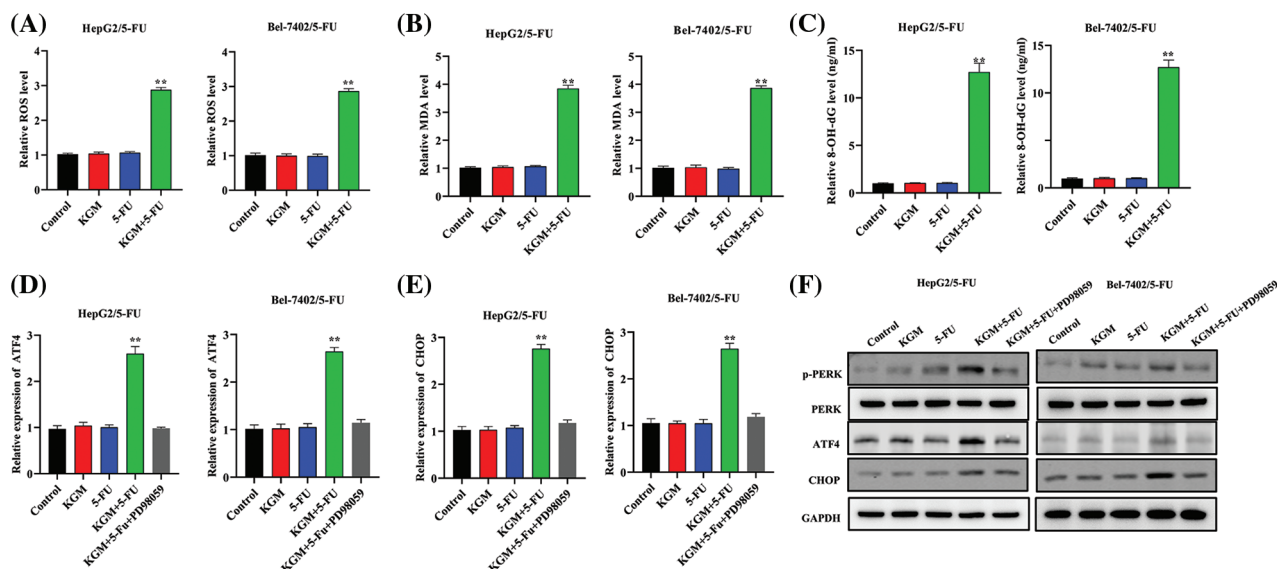 (A)
HepG2/5-FU
Relative ROS level
4
3
2
1
0
Control
KGM
5-FU
KGM+5-FU
**
Bel-7402/5-FU
Relative ROS level
4
3
2
1
0
Control
KGM
5-FU
KGM+5-FU
**
(B)
HepG2/5-FU
Relative MDA level
5
4
3
2
1
0
Control
KGM
5-FU
KGM+5-FU
**
Bel-7402/5-FU
Relative MDA level
5
4
3
2
1
0
Control
KGM
5-FU
KGM+5-FU
**
(C)
HepG2/5-FU
Relative 8-OH-dG level (ng/ml)
15
10
5
0
Control
KGM
5-FU
KGM+5-FU
**
Bel-7402/5-FU
Relative 8-OH-dG level (ng/ml)
15
10
5
0
Control
KGM
5-FU
KGM+5-FU
**
(D)
HepG2/5-FU
Relative expression of ATF4
3
2
1
0
Control
KGM
5-FU
KGM+5-FU
KGM+5-Fu+PD98059
**
Bel-7402/5-FU
Relative expression of ATF4
3
2
1
0
Control
KGM
5-FU
KGM+5-FU
KGM+5-Fu+PD98059
**
(E)
HepG2/5-FU
Relative expression of CHOP
3
2
1
0
Control
KGM
5-FU
KGM+5-FU
KGM+5-Fu+PD98059
**
Bel-7402/5-FU
Relative expression of CHOP
3
2
1
0
Control
KGM
5-FU
KGM+5-FU
KGM+5-Fu+PD98059
**
(F)
HepG2/5-FU
Bel-7402/5-FU
Control
KGM
5-FU
KGM+5-FU
KGM+5-FU+PD98059
Control
KGM
5-FU
KGM+5-FU
KGM+5-FU+PD98059
p-PERK
PERK
ATF4
CHOP
GAPDH